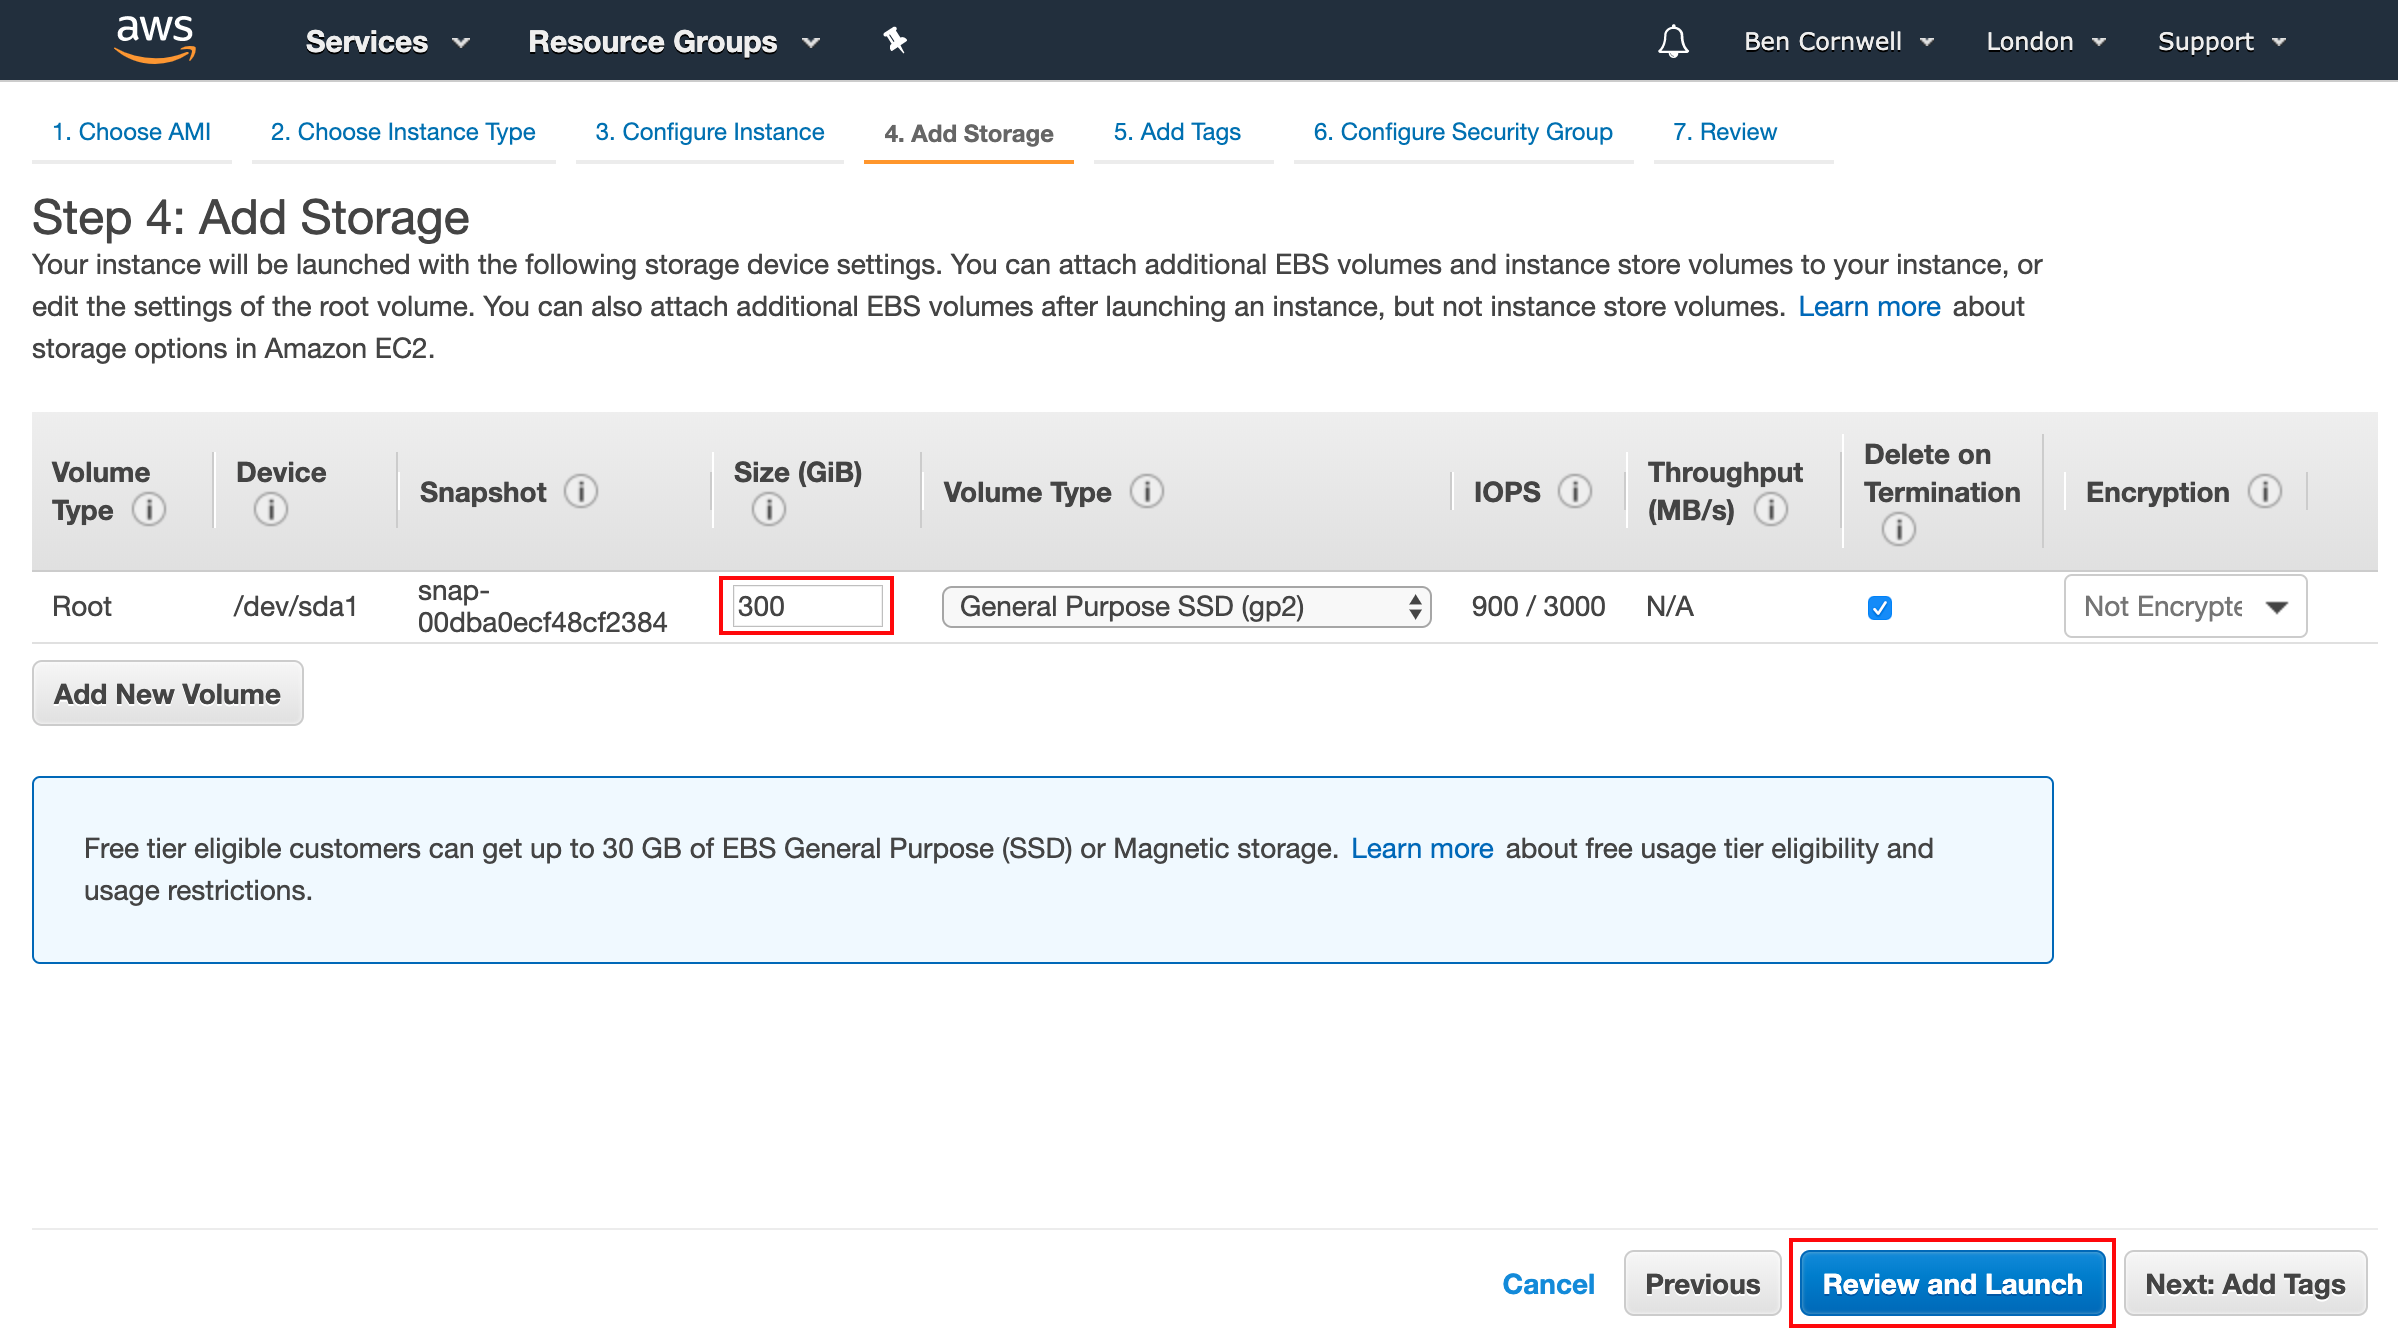 aws Services Resource Groups Ben Cornwell London Support
1. Choose AMI 2. Choose Instance Type 3. Configure Instance 4. Add Storage 5. Add Tags 6. Configure Security Group 7. Review
Step 4: Add Storage
Your instance will be launched with the following storage device settings. You can attach additional EBS volumes and instance store volumes to your instance, or
edit the settings of the root volume. You can also attach additional EBS volumes after launching an instance, but not instance store volumes. Learn more about
storage options in Amazon EC2.
Volume
Type i
Device
i
Snapshot i
Size (GiB)
i
Volume Type i
IOPS i
Throughput
(MB/s) i
Delete on
Termination
i
Encryption i
Root
/dev/sda1
snap-
00dba0ecf48cf2384
300
General Purpose SSD (gp2)
900 / 3000
N/A
Not Encrypte
Add New Volume
Free tier eligible customers can get up to 30 GB of EBS General Purpose (SSD) or Magnetic storage. Learn more about free usage tier eligibility and
usage restrictions.
Cancel Previous Review and Launch Next: Add Tags